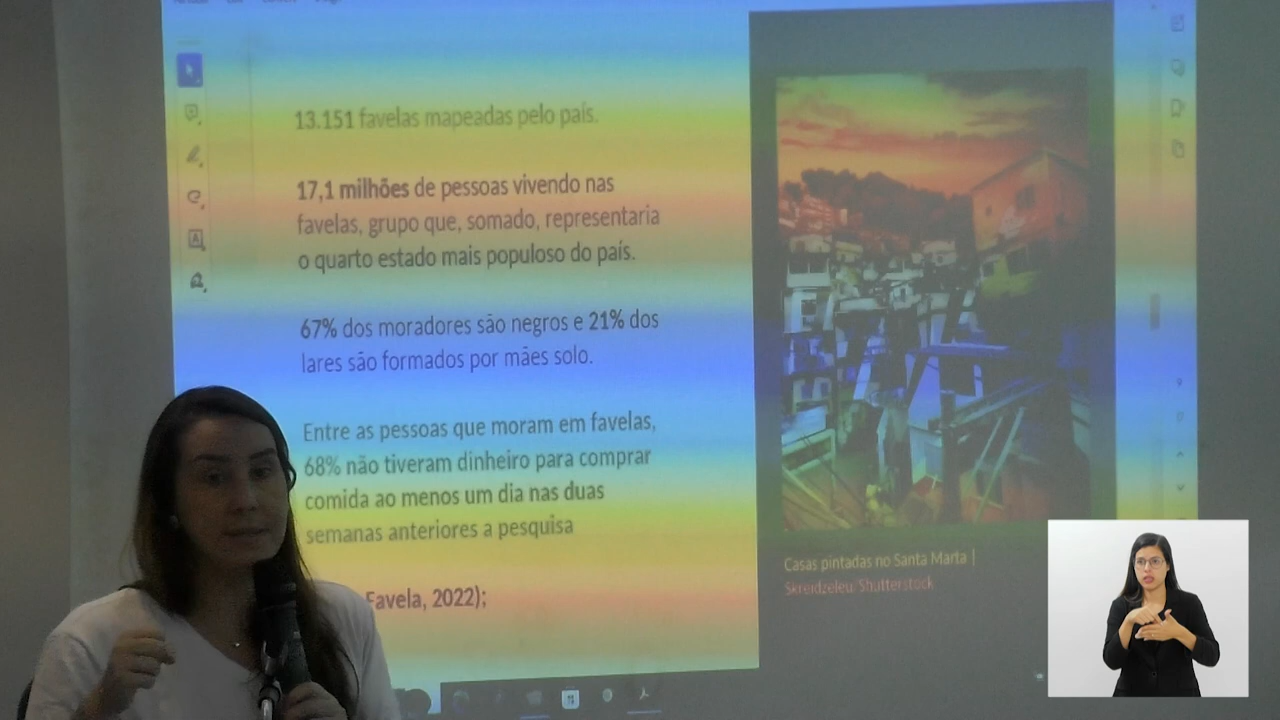 13.151 favelas mapeadas pelo país.
17,1 milhões de pessoas vivendo nas
favelas, grupo que, somado, representaria
o quarto estado mais populoso do país.
67% dos moradores são negros e 21% dos
lares são formados por mães solo.
Entre as pessoas que moram em favelas,
68% não tiveram dinheiro para comprar
comida ao menos um dia nas duas
semanas anteriores a pesquisa
Favela, 2022);
Casas pintadas no Santa Marta |
Skreidzeleu/Shutterstock